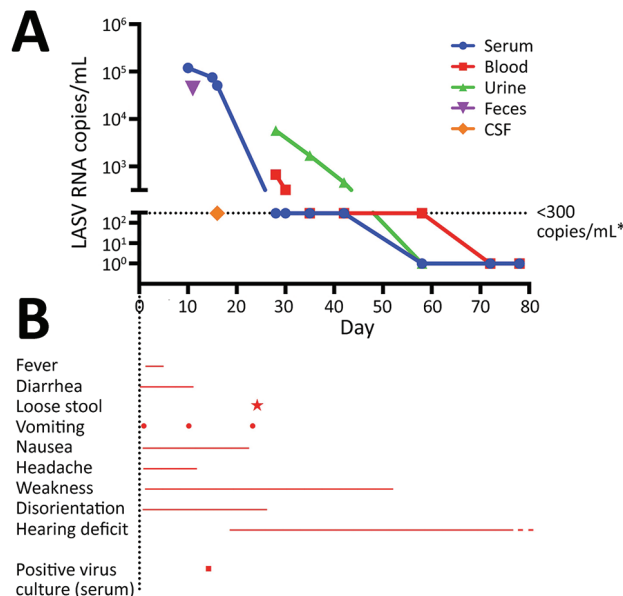 A
LASV RNA copies/mL
10⁶
10⁵
10⁴
10³
10²
10¹
10⁰
Serum
Blood
Urine
Feces
CSF
<300
copies/mL*
0 10 20 30 40 50 60 70 80
Day
B
Fever
Diarrhea
Loose stool
Vomiting
Nausea
Headache
Weakness
Disorientation
Hearing deficit
Positive virus
culture (serum)